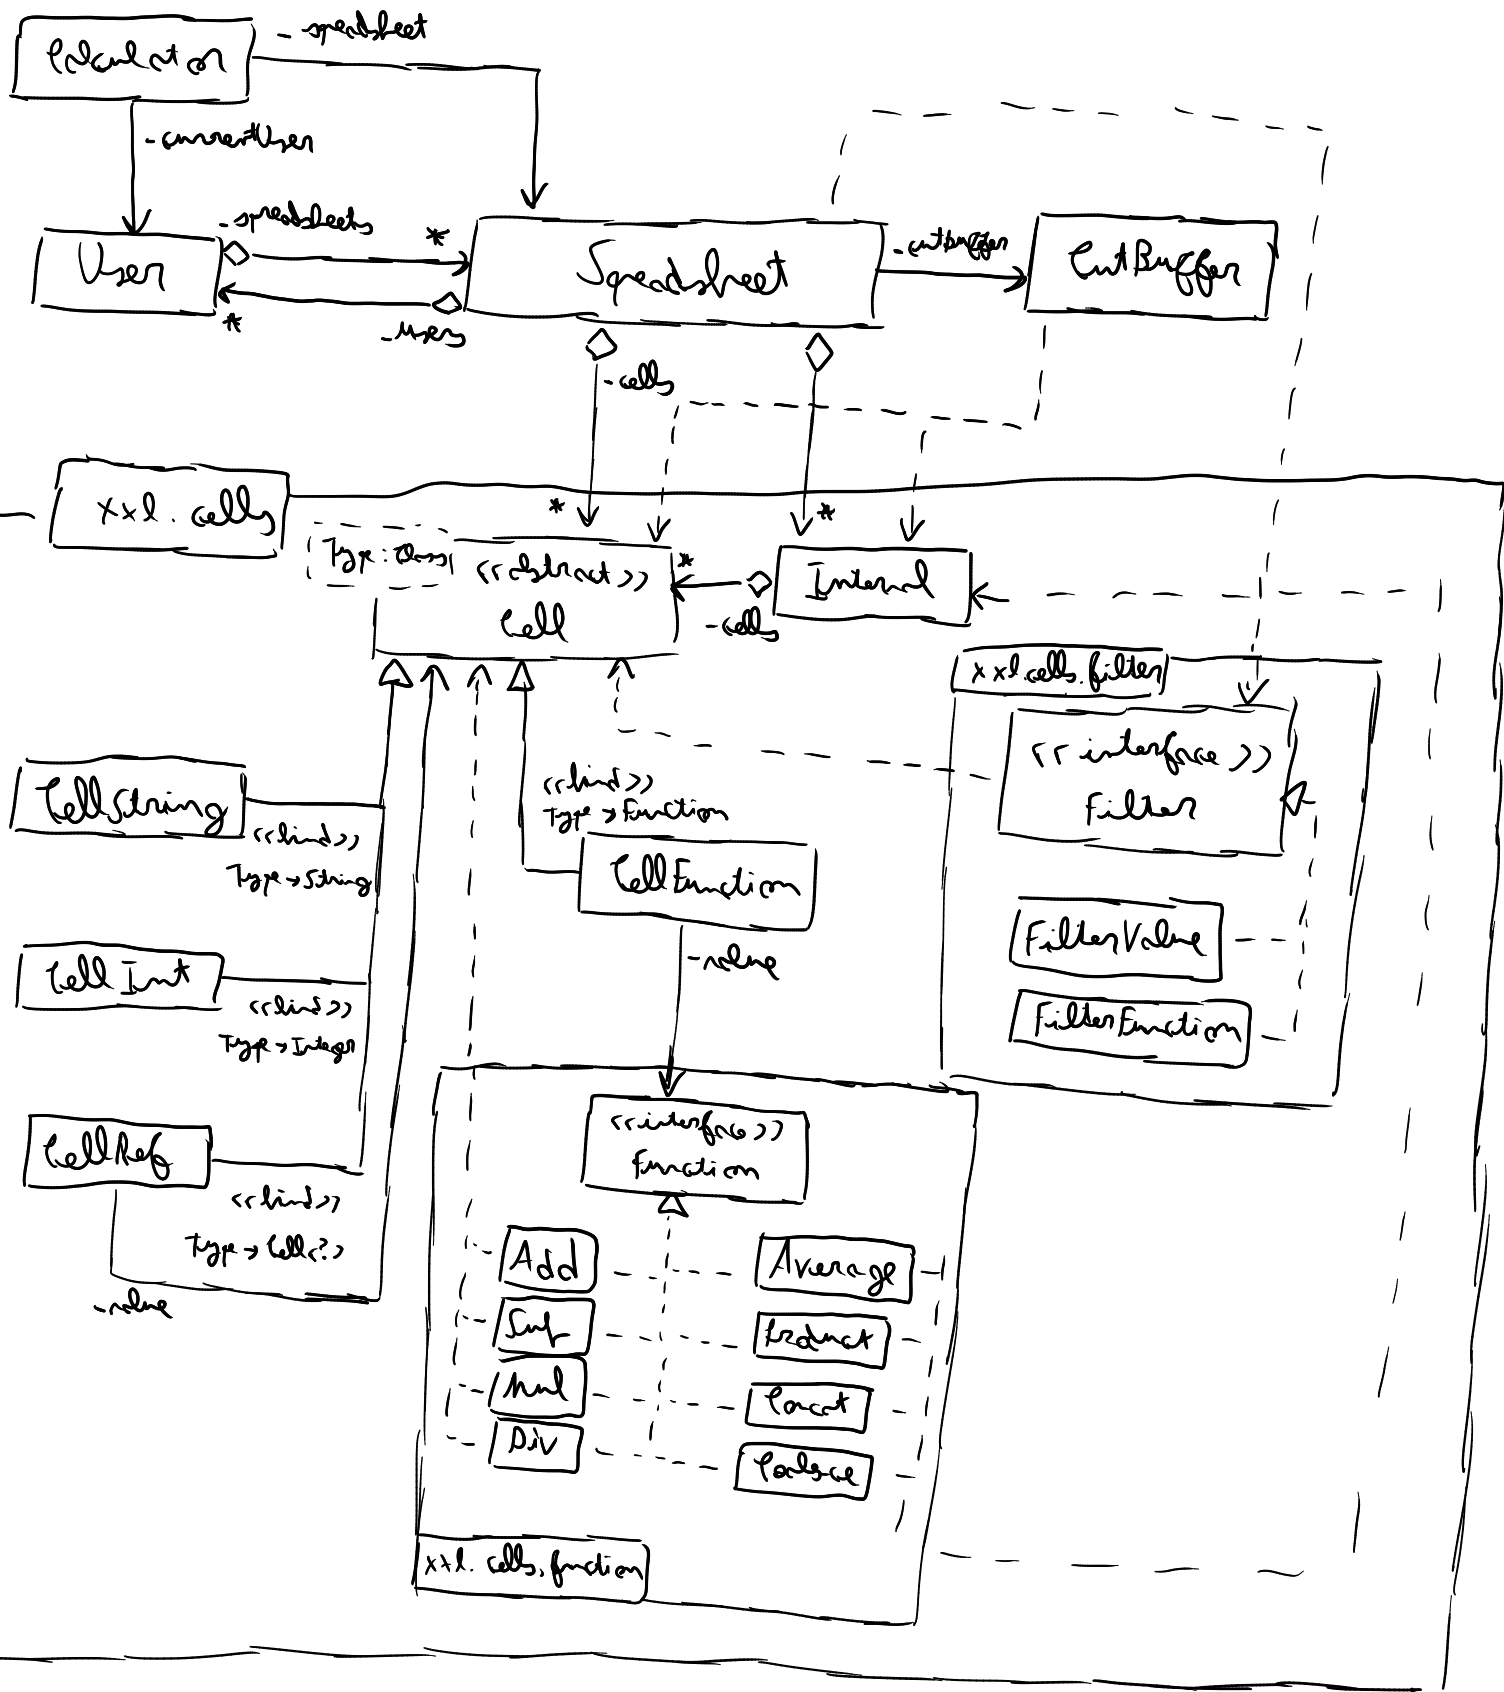 - spreadsheet
Calculator
- currentUser
- spreadsheets
*
User
Spreadsheet
- cutBuffer
CutBuffer
*
- users
- cells
xxl.cells
*
*
Type:Class
<<abstract>>
Cell
*
- cells
Interval
xxl.cells.filter
<<interface>>
Filter
CellString
<<bind>>
Type→String
<<bind>>
Type→Function
CellFunction
- value
FilterValue
FilterFunction
CellInt
<<bind>>
Type→Integer
<<interface>>
Function
CellRef
<<bind>>
Type→Cell<?>
- value
Add
Average
Sub
Product
Mul
Concat
Div
Coalesce
xxl.cells.function